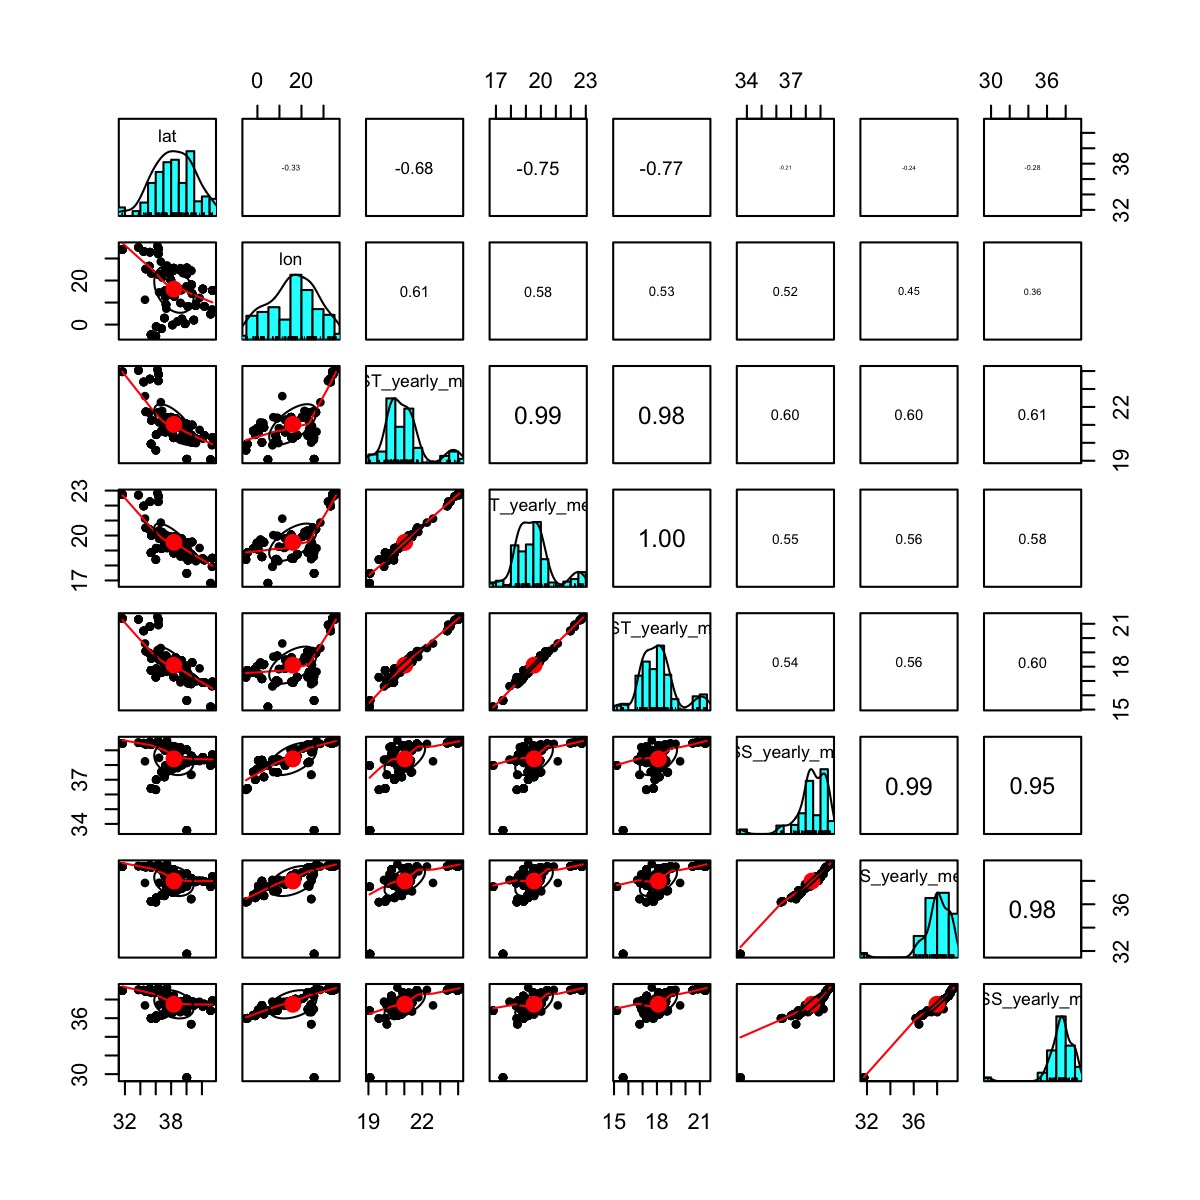 0 20 17 20 23 34 37 30 36
lat -0.33 -0.68 -0.75 -0.77 -0.21 -0.24 -0.28 32 38
0 20 lon 0.61 0.58 0.53 0.52 0.45 0.36
ST_yearly_m 0.99 0.98 0.60 0.60 0.61 19 22
17 20 23 T_yearly_me 1.00 0.55 0.56 0.58
ST_yearly_m 0.54 0.56 0.60 15 18 21
34 37 SS_yearly_m 0.99 0.95
S_yearly_me 0.98 32 36
30 36 SS_yearly_m
32 38 19 22 15 18 21 32 36